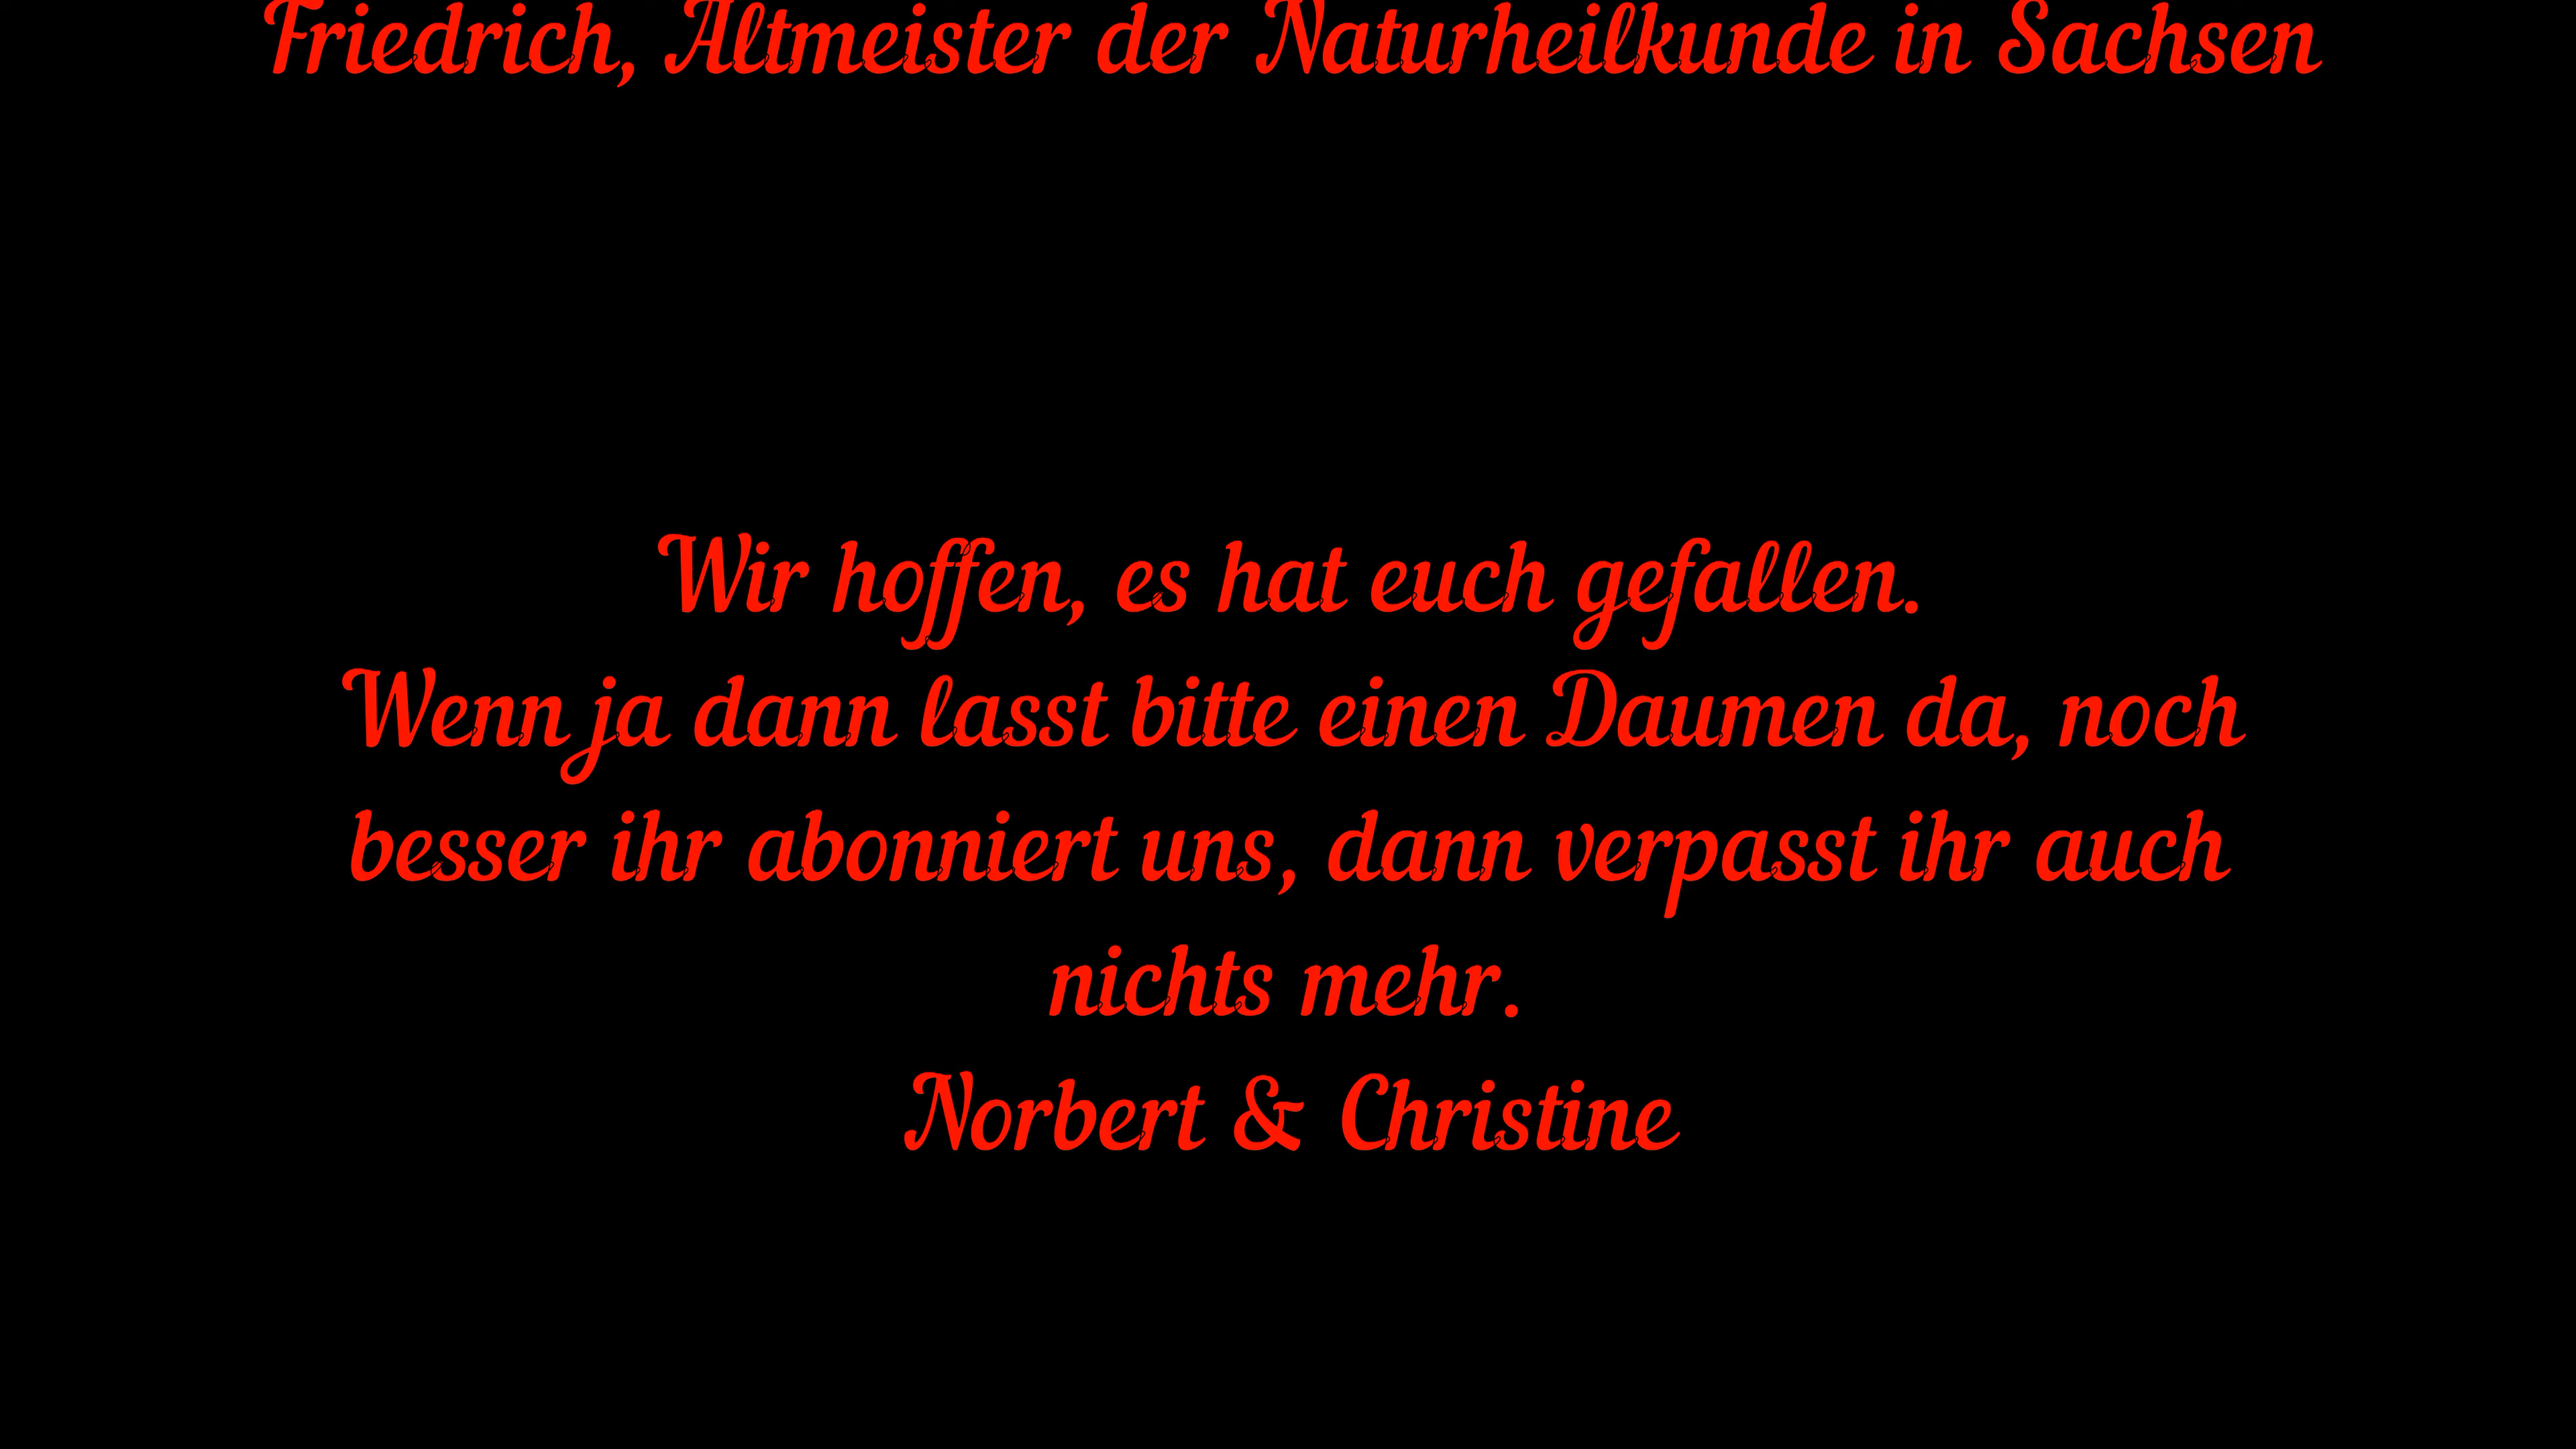 Friedrich, Altmeister der Naturheilkunde in Sachsen
Wir hoffen, es hat euch gefallen.
Wenn ja dann lasst bitte einen Daumen da, noch
besser ihr abonniert uns, dann verpasst ihr auch
nichts mehr.
Norbert & Christine